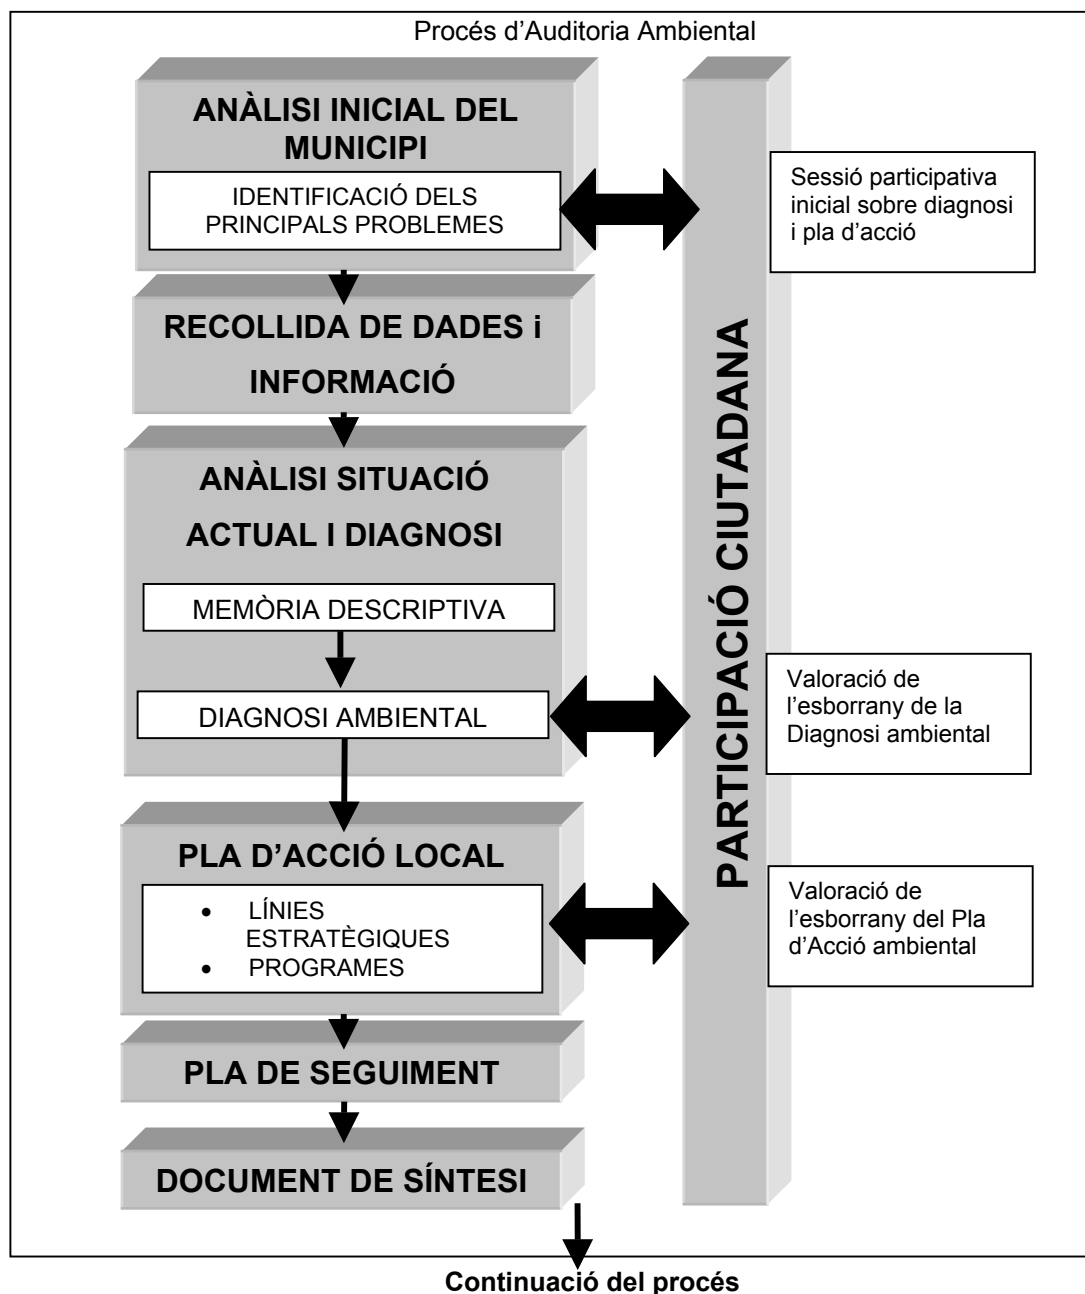 Procés d’Auditoria Ambiental
ANÀLISI INICIAL DEL
MUNICIPI
IDENTIFICACIÓ DELS
PRINCIPALS PROBLEMES
Sessió participativa
inicial sobre diagnosi
i pla d’acció
RECOLLIDA DE DADES i
INFORMACIÓ
ANÀLISI SITUACIÓ
ACTUAL I DIAGNOSI
MEMÒRIA DESCRIPTIVA
DIAGNOSI AMBIENTAL
PARTICIPACIÓ CIUTADANA
Valoració de
l’esborrany de la
Diagnosi ambiental
PLA D’ACCIÓ LOCAL
• LÍNIES
ESTRATÈGIQUES
• PROGRAMES
Valoració de
l’esborrany del Pla
d’Acció ambiental
PLA DE SEGUIMENT
DOCUMENT DE SÍNTESI
Continuació del procés